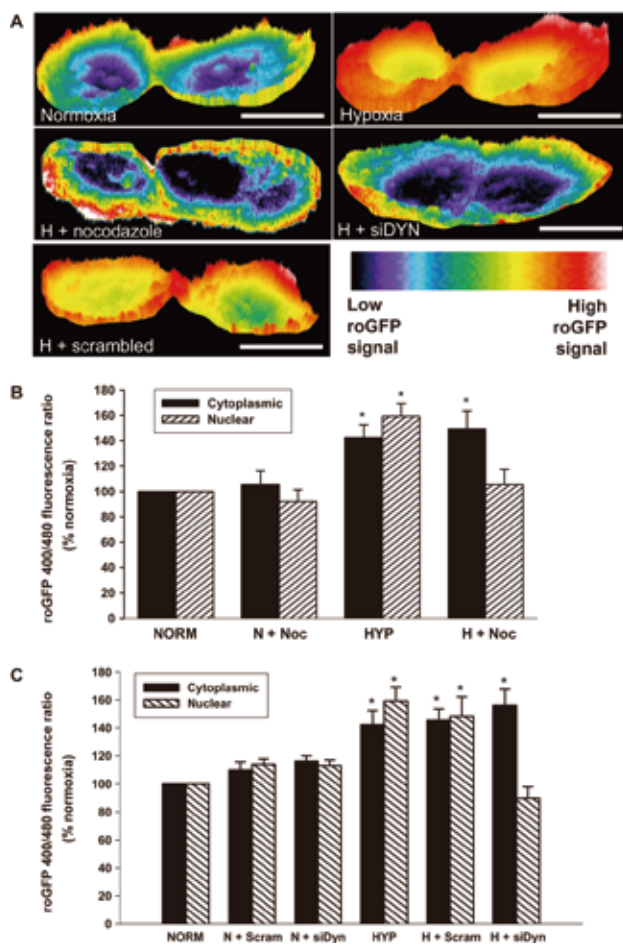 A
Normoxia
Hypoxia
H + nocodazole
H + siDYN
H + scrambled
Low
roGFP
signal
High
roGFP
signal
B
roGFP 400/480 fluorescence ratio
(% normoxia)
180
160
140
120
100
80
60
40
20
0
Cytoplasmic
Nuclear
*
*
*
NORM
N + Noc
HYP
H + Noc
C
roGFP 400/480 fluorescence ratio
(% normoxia)
180
160
140
120
100
80
60
40
20
0
Cytoplasmic
Nuclear
*
*
*
*
*
NORM
N + Scram
N + siDyn
HYP
H + Scram
H + siDyn